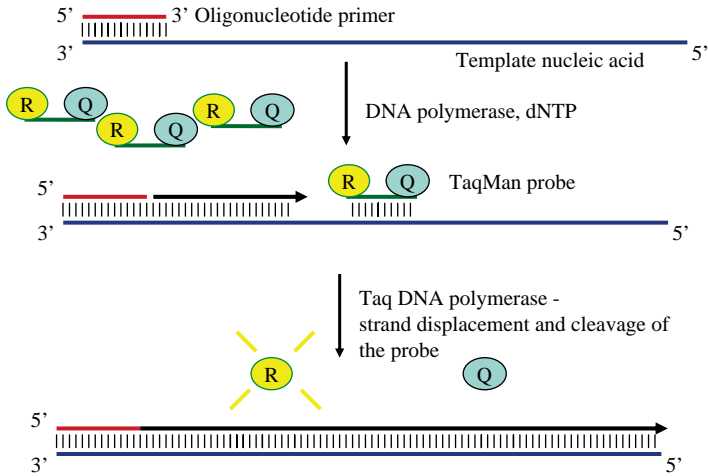 5’ 3’ Oligonucleotide primer
3’ 5’
Template nucleic acid
R Q R Q R Q
DNA polymerase, dNTP
R Q TaqMan probe
5’
3’ 5’
Taq DNA polymerase -
strand displacement and cleavage of
the probe
R Q
5’
3’ 5’